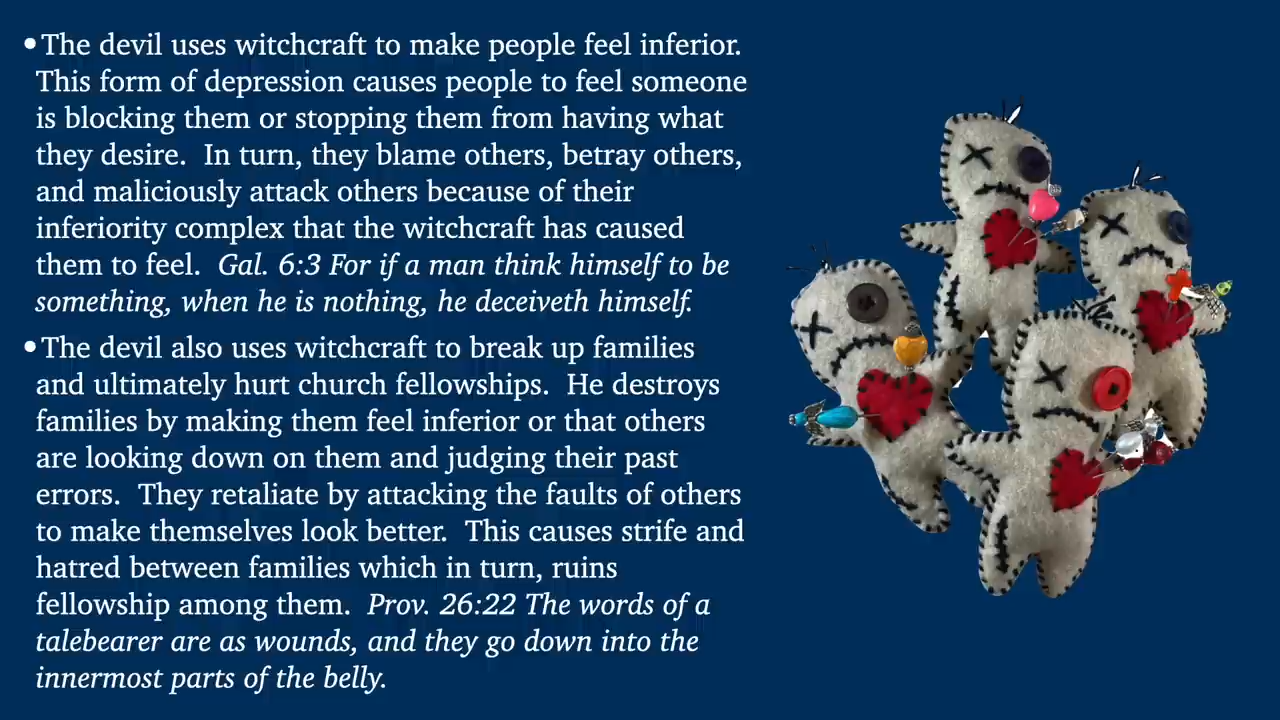 •The devil uses witchcraft to make people feel inferior.
This form of depression causes people to feel someone
is blocking them or stopping them from having what
they desire.  In turn, they blame others, betray others,
and maliciously attack others because of their
inferiority complex that the witchcraft has caused
them to feel.  Gal. 6:3 For if a man think himself to be
something, when he is nothing, he deceiveth himself.
•The devil also uses witchcraft to break up families
and ultimately hurt church fellowships.  He destroys
families by making them feel inferior or that others
are looking down on them and judging their past
errors.  They retaliate by attacking the faults of others
to make themselves look better.  This causes strife and
hatred between families which in turn, ruins
fellowship among them.  Prov. 26:22 The words of a
talebearer are as wounds, and they go down into the
innermost parts of the belly.